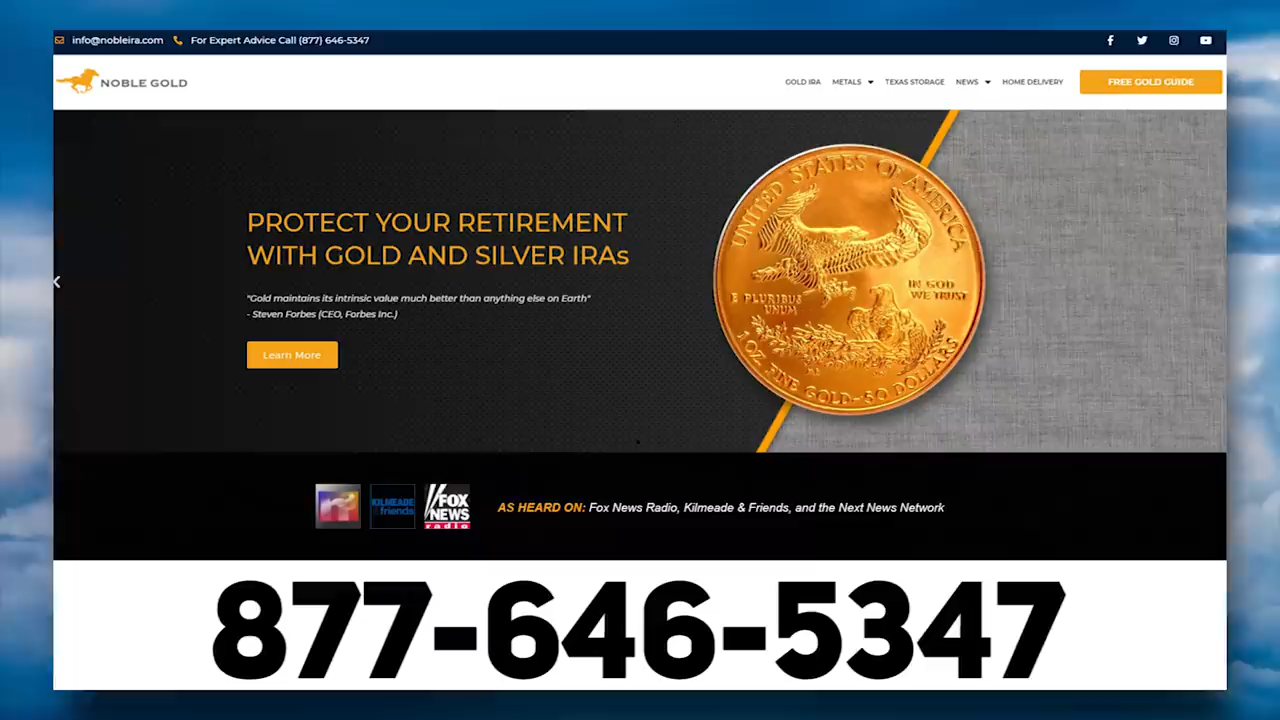 info@nobleira.com For Expert Advice Call (877) 646-5347
NOBLE GOLD
GOLD IRA METALS TEXAS STORAGE NEWS HOME DELIVERY FREE GOLD GUIDE
PROTECT YOUR RETIREMENT
WITH GOLD AND SILVER IRAs
"Gold maintains its intrinsic value much better than anything else on Earth"
- Steven Forbes (CEO, Forbes Inc.)
Learn More
UNITED STATES OF AMERICA
E PLURIBUS
UNUM
IN GOD
WE TRUST
1 OZ. FINE GOLD~50 DOLLARS
KILMEADE
friends
FOX
NEWS
radio
AS HEARD ON: Fox News Radio, Kilmeade & Friends, and the Next News Network
877-646-5347